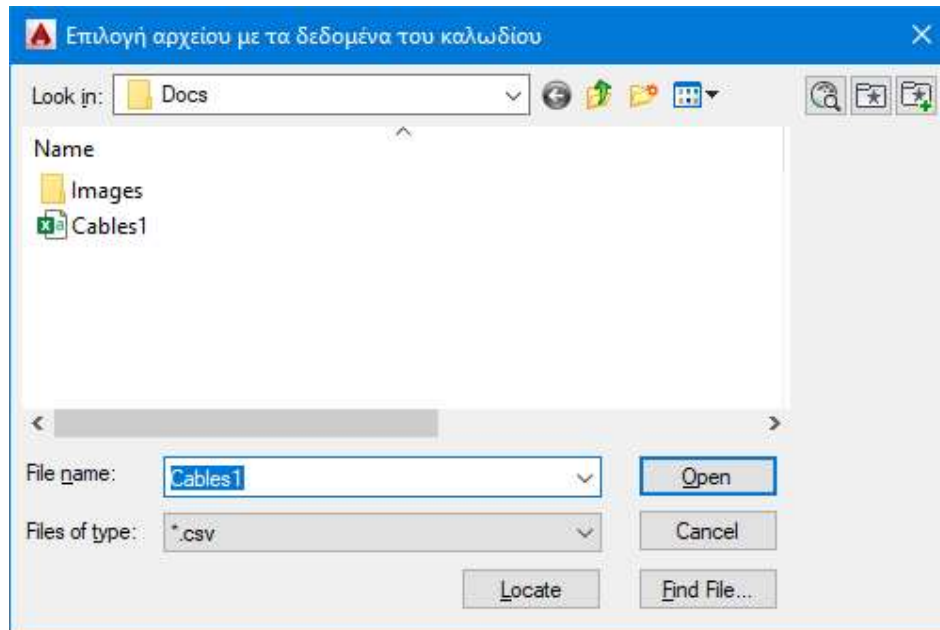 Επιλογή αρχείου με τα δεδομένα του καλωδίου
Look in: Docs
Name
Images
Cables1
File name: Cables1 Open
Files of type: *.csv Cancel
Locate Find File...